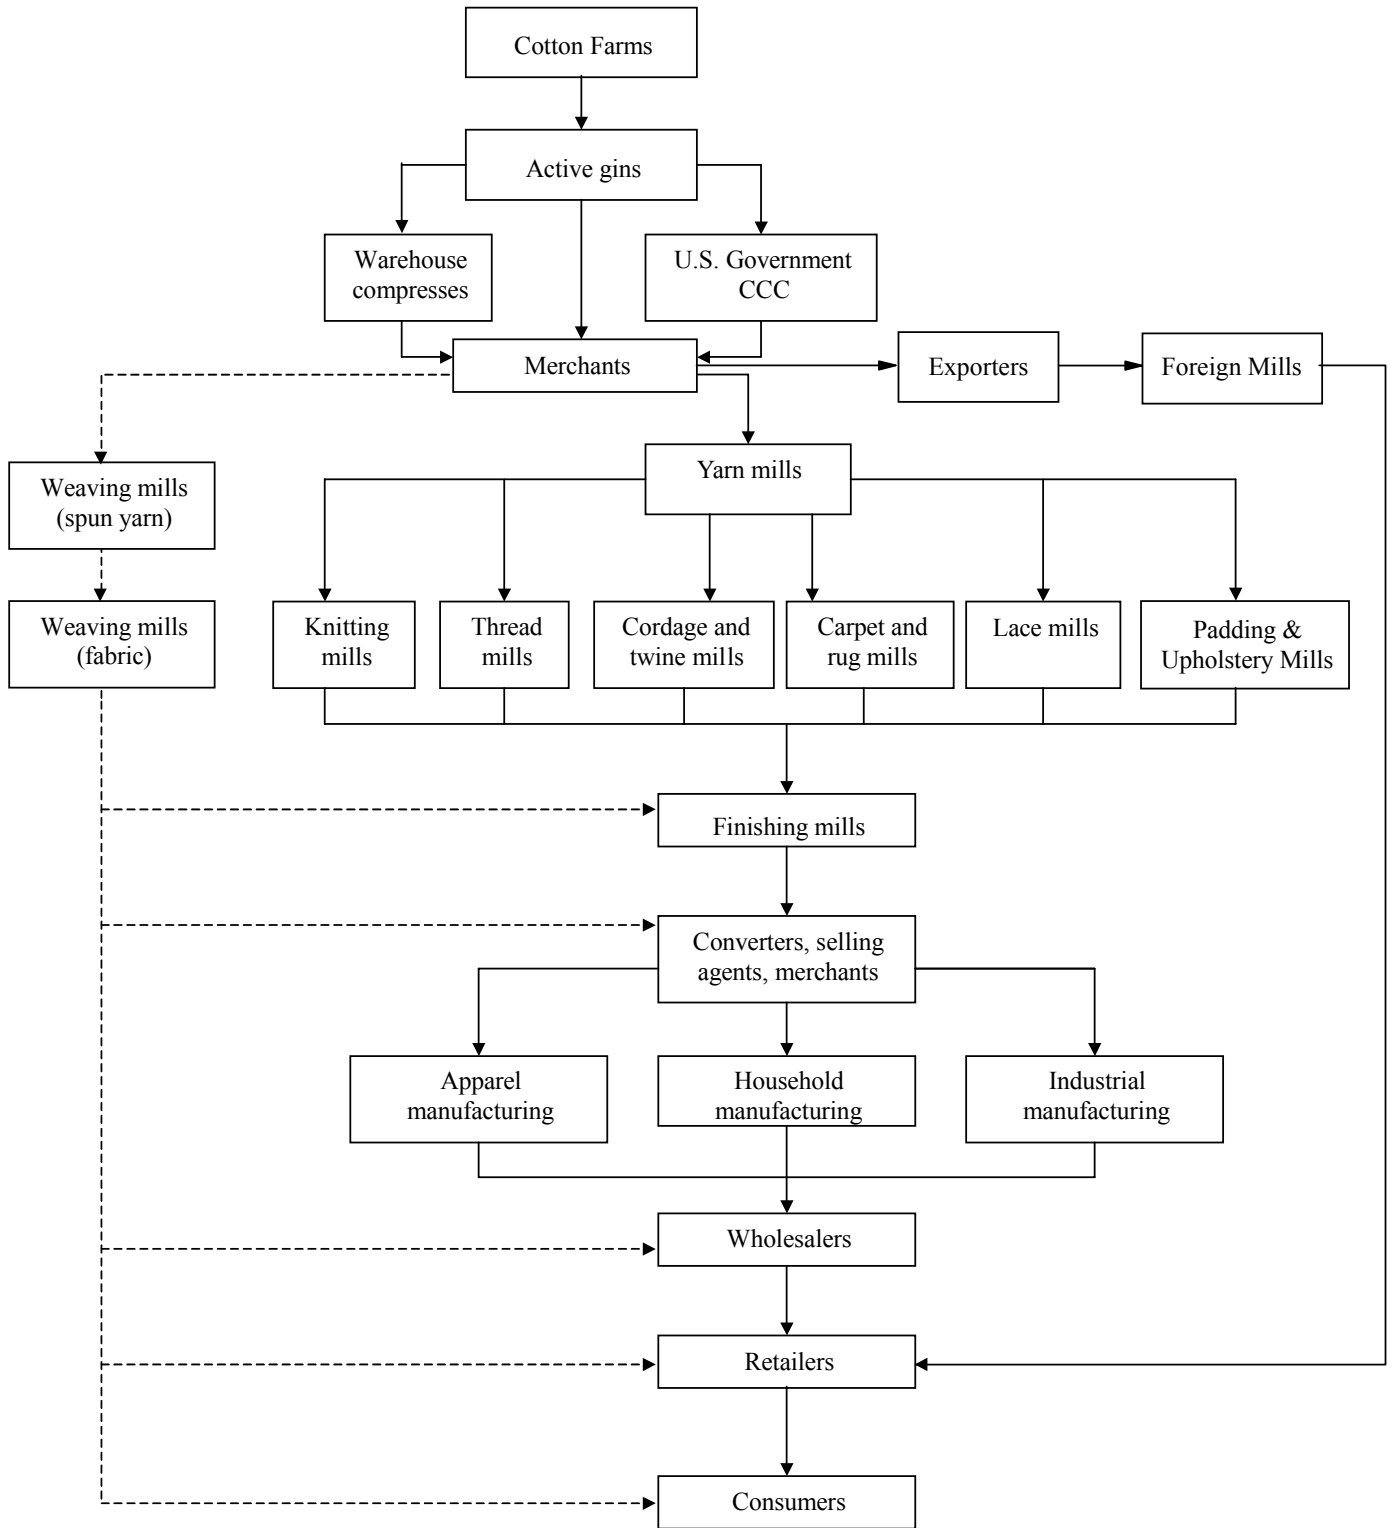 Cotton Farms
Active gins
Warehouse
compresses
U.S. Government
CCC
Merchants
Exporters
Foreign Mills
Yarn mills
Weaving mills
(spun yarn)
Weaving mills
(fabric)
Knitting
mills
Thread
mills
Cordage and
twine mills
Carpet and
rug mills
Lace mills
Padding &
Upholstery Mills
Finishing mills
Converters, selling
agents, merchants
Apparel
manufacturing
Household
manufacturing
Industrial
manufacturing
Wholesalers
Retailers
Consumers